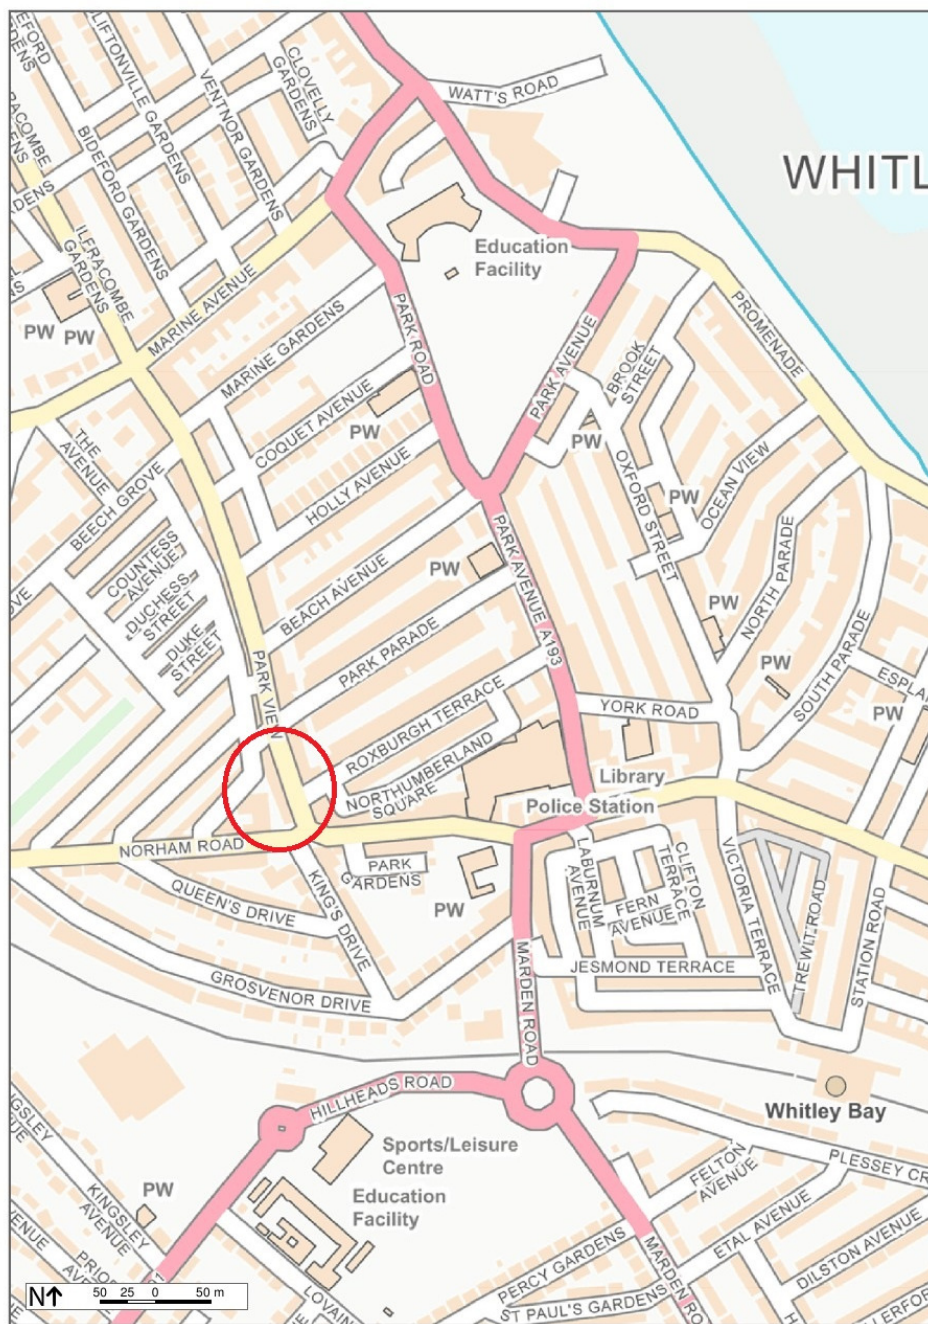 WATT'S ROAD
CLOVELLY
GARDENS
VENTNOR GARDENS
CLIFTONVILLE GARDENS
BIDEFORD GARDENS
ILFRACOMBE
GARDENS
WHITL
Education
Facility
PW
PW
MARINE AVENUE
MARINE GARDENS
PARK ROAD
PARK AVENUE
PROMENADE
BROOK
STREET
COQUET AVENUE
PW
PW
OXFORD STREET
OCEAN VIEW
THE
AVENUE
BEECH GROVE
HOLLY AVENUE
PW
COUNTESS
AVENUE
DUCHESS
STREET
DUKE
STREET
BEACH AVENUE
PW
PARK AVENUE A193
NORTH PARADE
PW
PARK VIEW
PARK PARADE
PW
SOUTH PARADE
ESPLA
PW
ROXBURGH TERRACE
YORK ROAD
NORTHUMBERLAND
SQUARE
Library
Police Station
NORHAM ROAD
PARK
GARDENS
PW
LABURNUM
AVENUE
CLIFTON
TERRACE
FERN
AVENUE
VICTORIA TERRACE
TREWIT ROAD
STATION ROAD
QUEEN'S DRIVE
KING'S DRIVE
GROSVENOR DRIVE
MARDEN ROAD
JESMOND TERRACE
HILLHEADS ROAD
Whitley Bay
Sports/Leisure
Centre
Education
Facility
PW
KINGSLEY
AVENUE
FELTON
AVENUE
PLESSEY CR
PERCY GARDENS
ETAL AVENUE
DILSTON AVENUE
MARDEN RO
ST PAUL'S GARDENS
LOVAIN
N
50 25 0 50 m